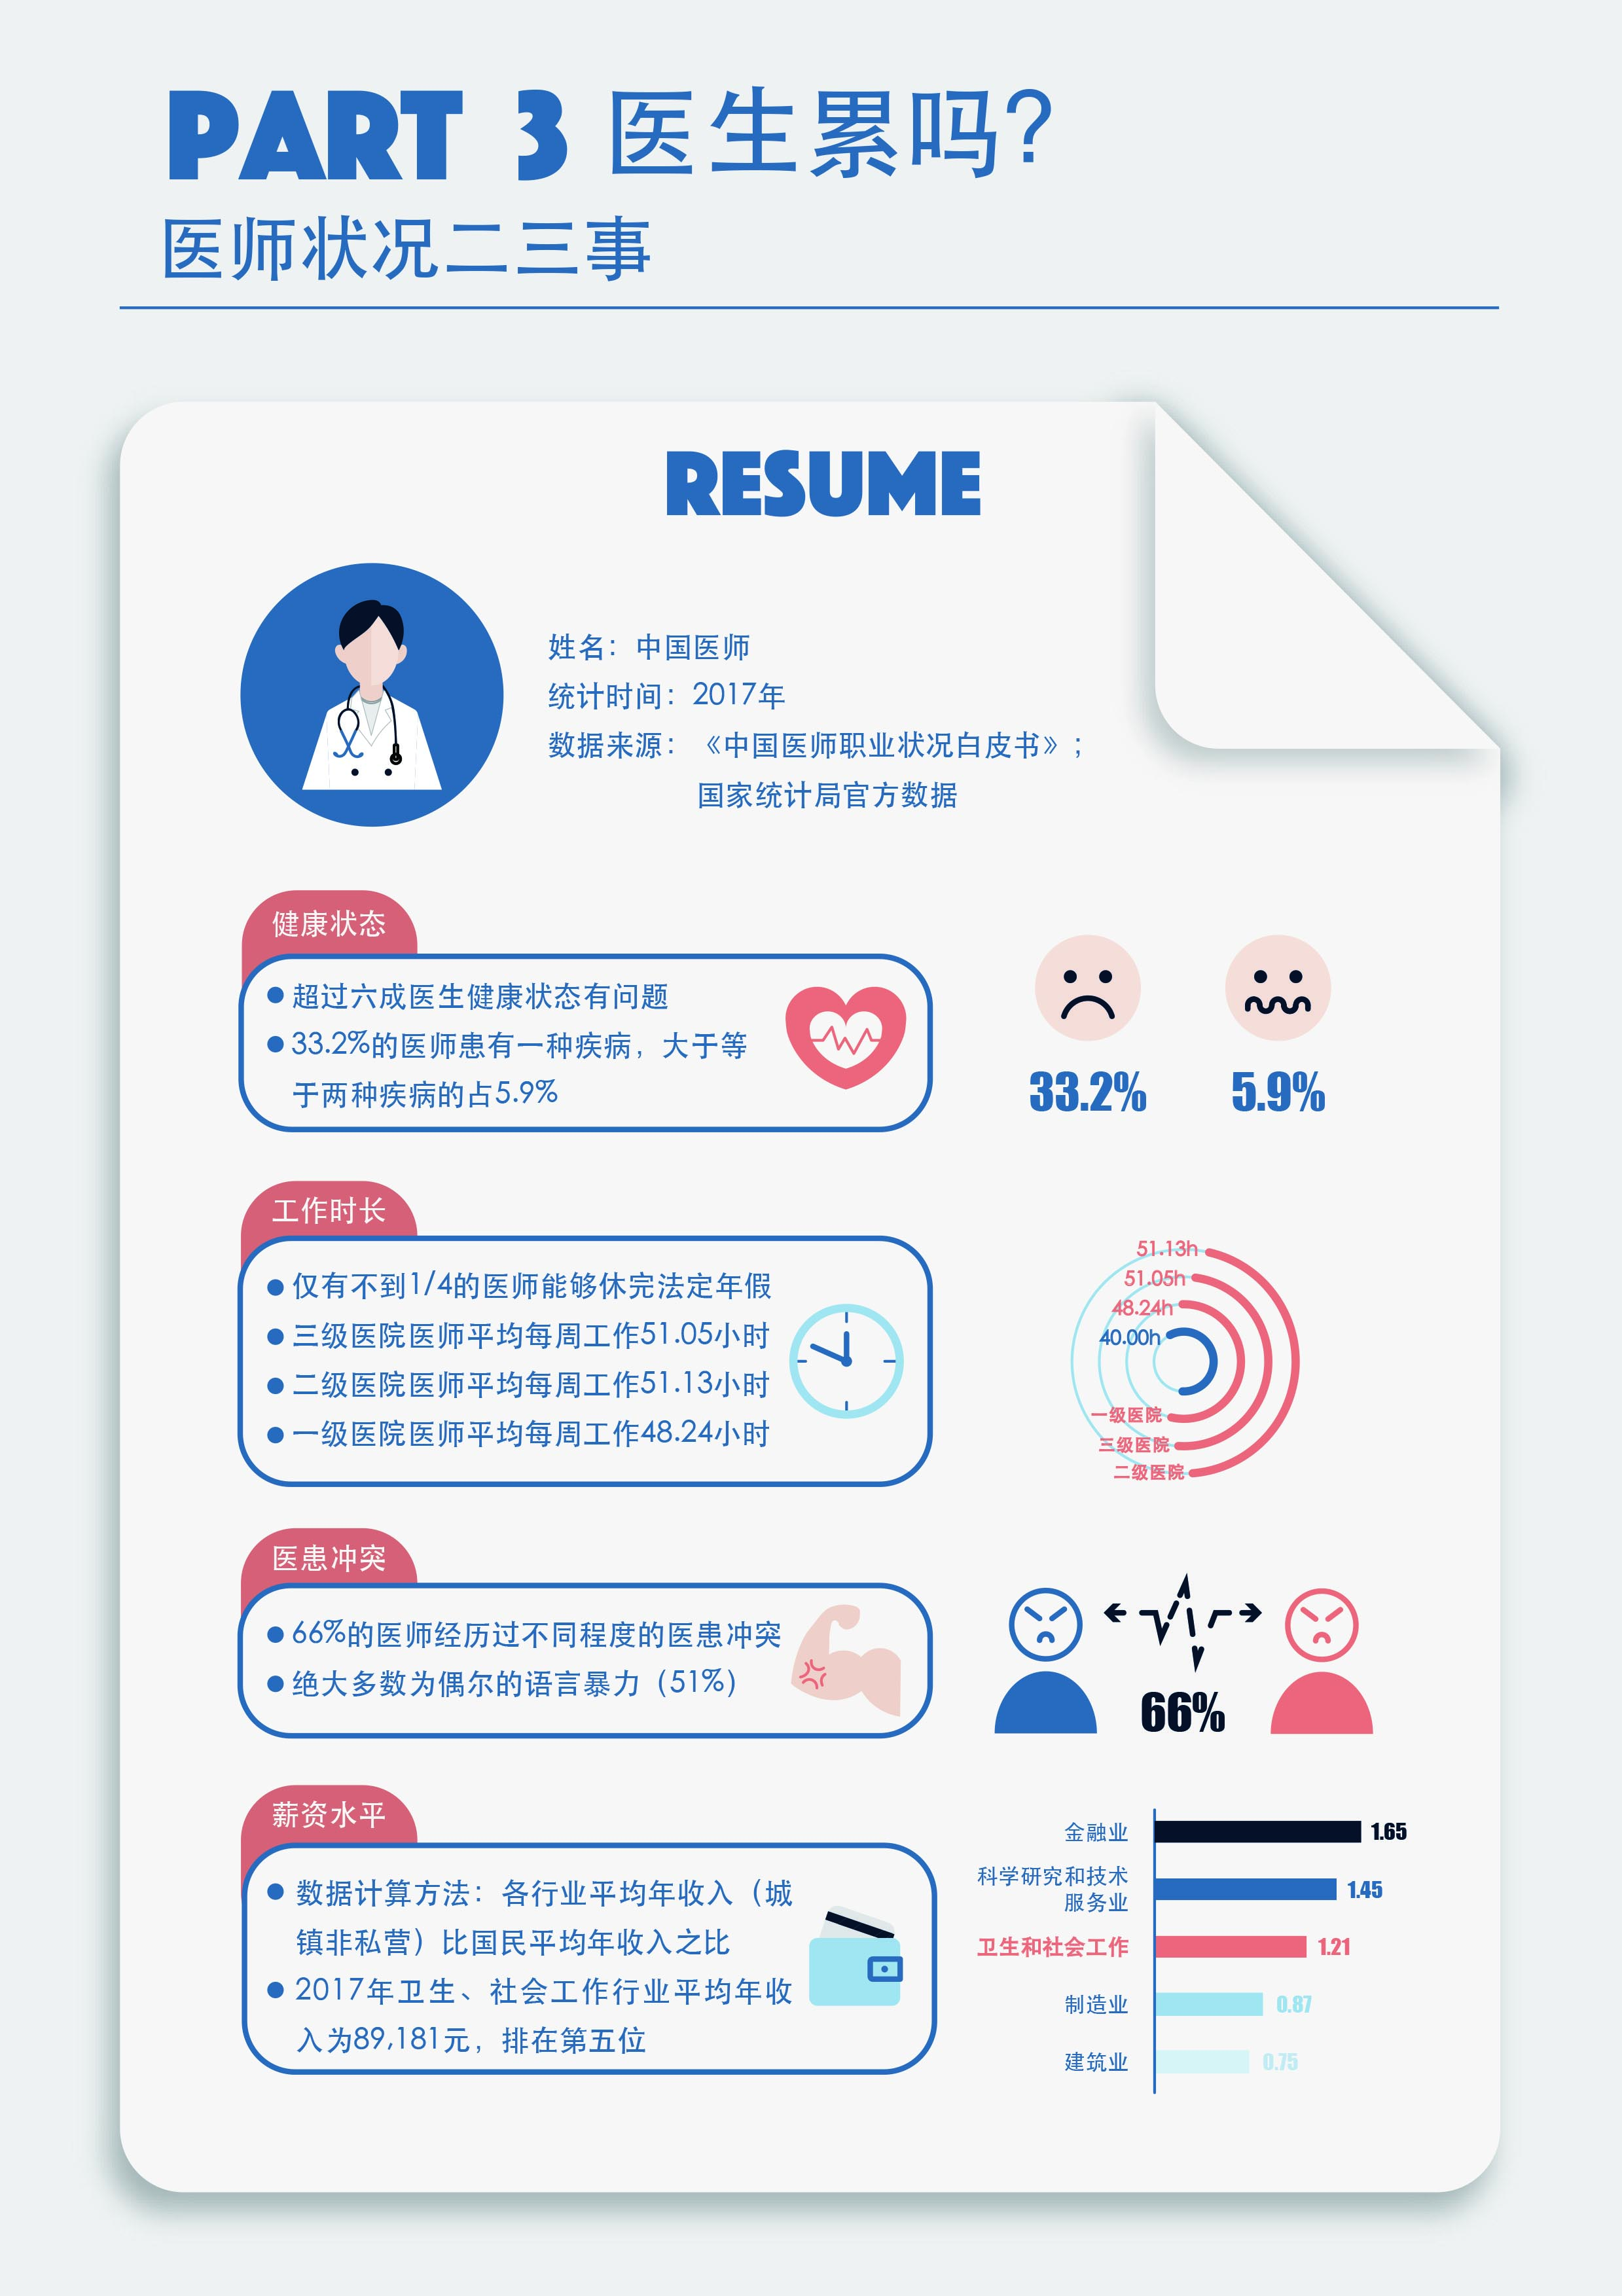 PART 3 医生累吗?
医师状况二三事
RESUME
姓名：中国医师
统计时间：2017年
数据来源：《中国医师职业状况白皮书》；
国家统计局官方数据
健康状态
超过六成医生健康状态有问题
33.2%的医师患有一种疾病，大于等
于两种疾病的占5.9%
33.2%
5.9%
工作时长
仅有不到1/4的医师能够休完法定年假
三级医院医师平均每周工作51.05小时
二级医院医师平均每周工作51.13小时
一级医院医师平均每周工作48.24小时
51.13h
51.05h
48.24h
40.00h
一级医院
三级医院
二级医院
医患冲突
66%的医师经历过不同程度的医患冲突
绝大多数为偶尔的语言暴力（51%）
66%
薪资水平
数据计算方法：各行业平均年收入（城
镇非私营）比国民平均年收入之比
2017年卫生、社会工作行业平均年收
入为89,181元，排在第五位
金融业 1.65
科学研究和技术
服务业 1.45
卫生和社会工作 1.21
制造业 0.87
建筑业 0.75